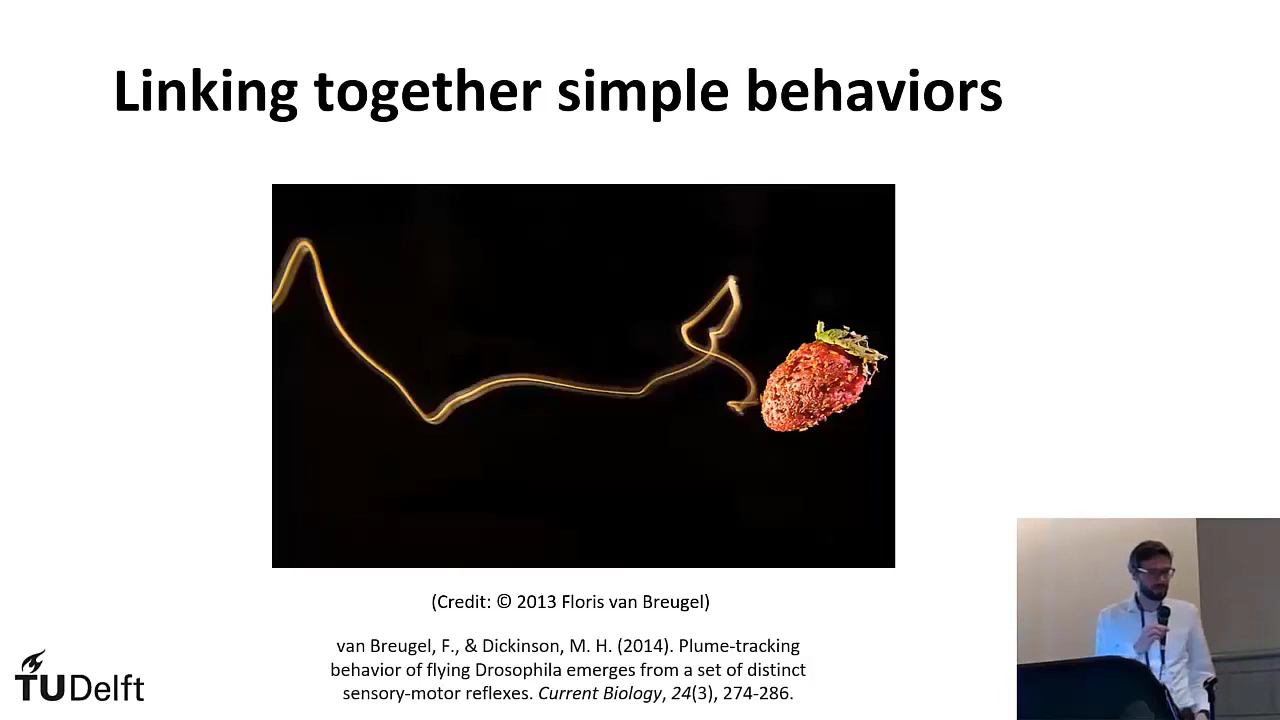 Linking together simple behaviors
(Credit: © 2013 Floris van Breugel)
van Breugel, F., & Dickinson, M. H. (2014). Plume-tracking
behavior of flying Drosophila emerges from a set of distinct
sensory-motor reflexes. Current Biology, 24(3), 274-286.
TUDelft